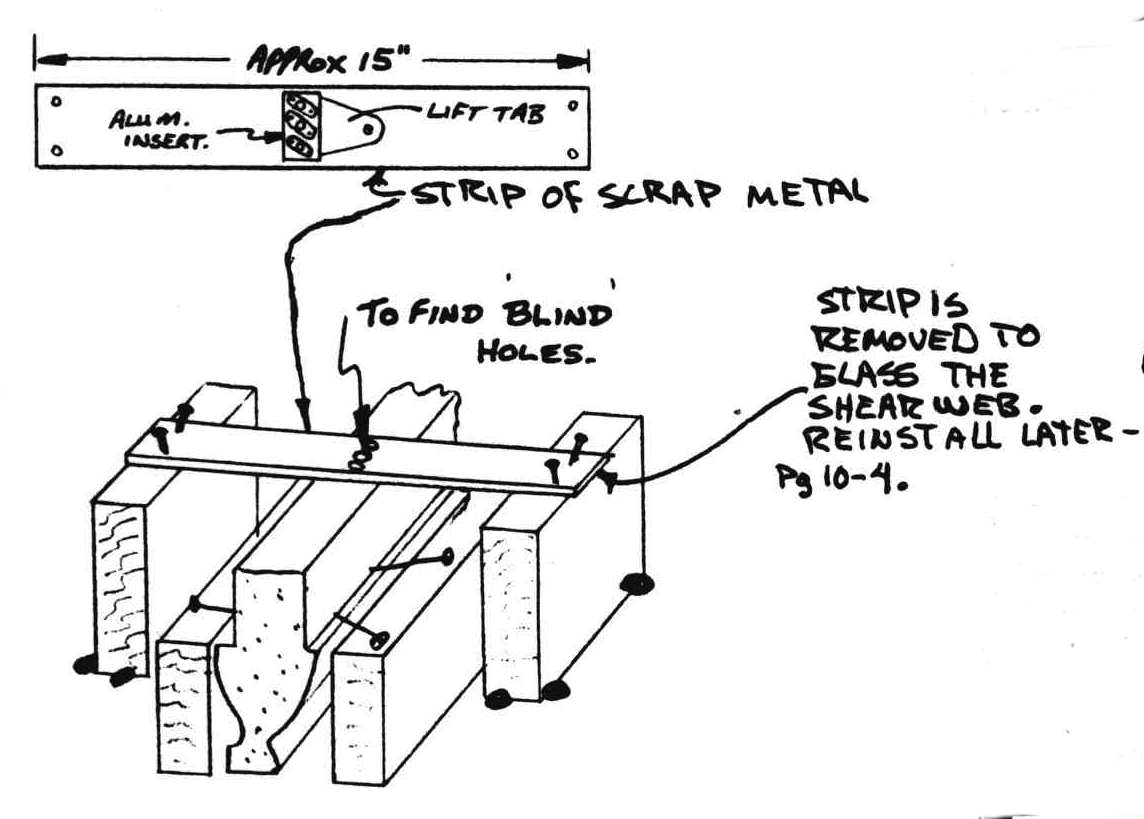 APPROX 15"
ALUM.
INSERT.
LIFT TAB
STRIP OF SCRAP METAL
TO FIND 'BLIND'
HOLES.
STRIP IS
REMOVED TO
GLASS THE
SHEAR WEB.
REINSTALL LATER -
Pg 10-4.